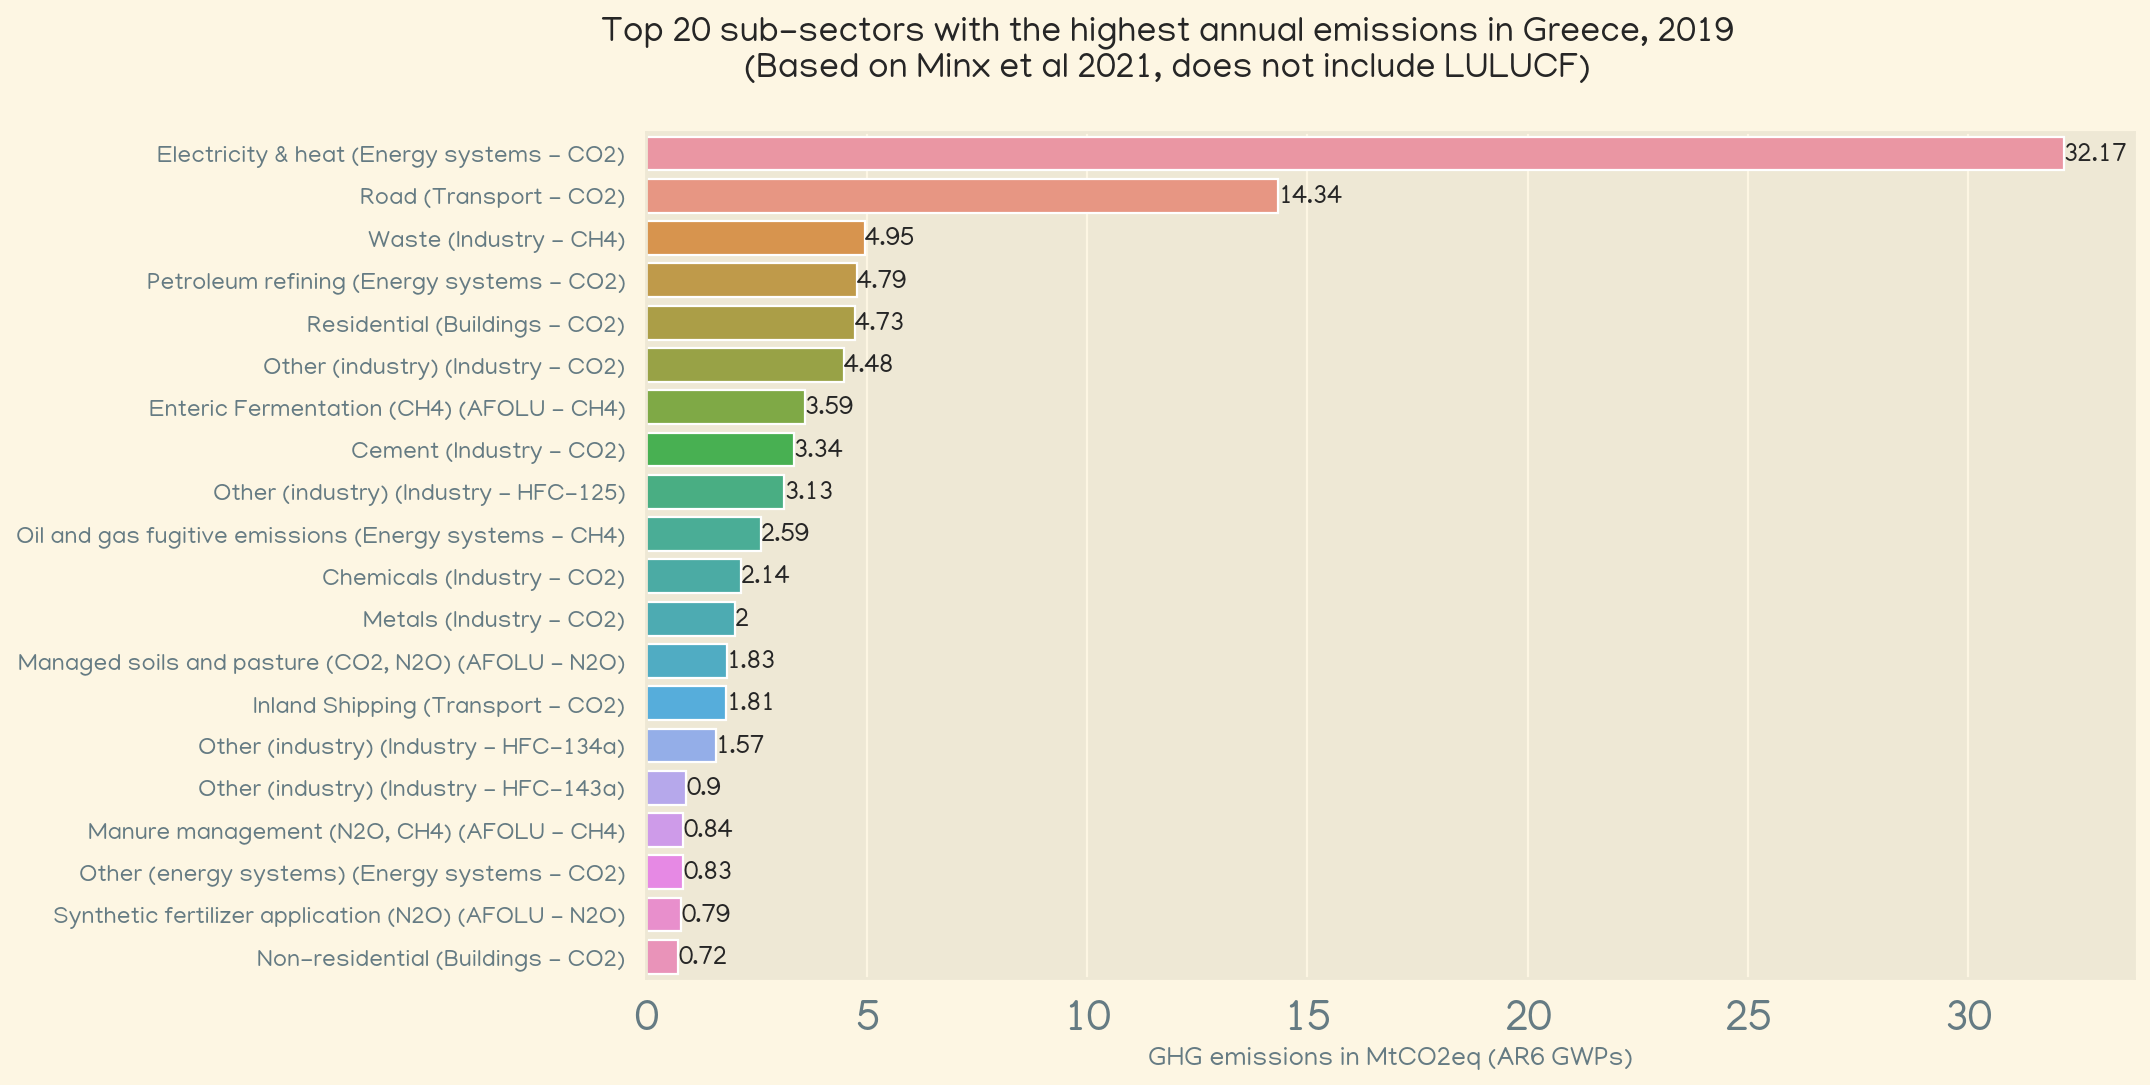 Top 20 sub-sectors with the highest annual emissions in Greece, 2019
(Based on Minx et al 2021, does not include LULUCF)
Electricity & heat (Energy systems - CO2) 32.17
Road (Transport - CO2) 14.34
Waste (Industry - CH4) 4.95
Petroleum refining (Energy systems - CO2) 4.79
Residential (Buildings - CO2) 4.73
Other (industry) (Industry - CO2) 4.48
Enteric Fermentation (CH4) (AFOLU - CH4) 3.59
Cement (Industry - CO2) 3.34
Other (industry) (Industry - HFC-125) 3.13
Oil and gas fugitive emissions (Energy systems - CH4) 2.59
Chemicals (Industry - CO2) 2.14
Metals (Industry - CO2) 2
Managed soils and pasture (CO2, N2O) (AFOLU - N2O) 1.83
Inland Shipping (Transport - CO2) 1.81
Other (industry) (Industry - HFC-134a) 1.57
Other (industry) (Industry - HFC-143a) 0.9
Manure management (N2O, CH4) (AFOLU - CH4) 0.84
Other (energy systems) (Energy systems - CO2) 0.83
Synthetic fertilizer application (N2O) (AFOLU - N2O) 0.79
Non-residential (Buildings - CO2) 0.72
0 5 10 15 20 25 30
GHG emissions in MtCO2eq (AR6 GWPs)